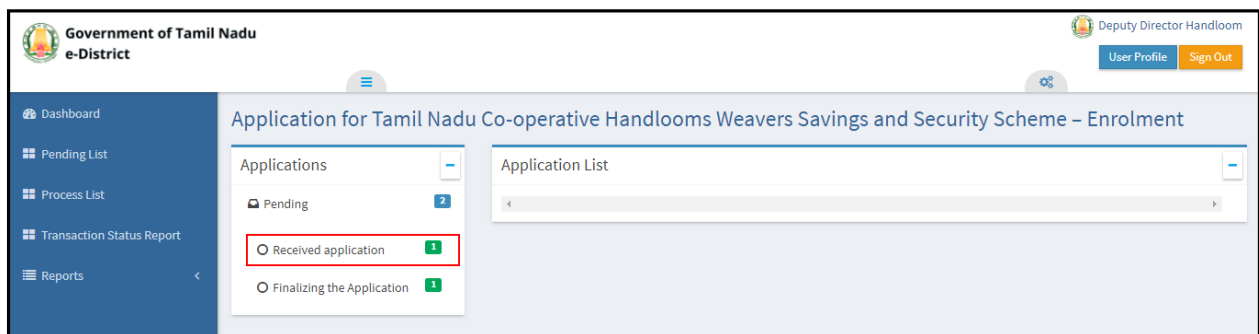 Government of Tamil Nadu
e-District
Deputy Director Handloom
User Profile
Sign Out
Dashboard
Pending List
Process List
Transaction Status Report
Reports
Application for Tamil Nadu Co-operative Handlooms Weavers Savings and Security Scheme – Enrolment
Applications
Pending 2
Received application 1
Finalizing the Application 1
Application List